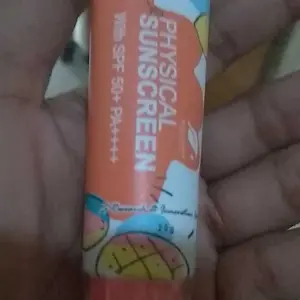 PHYSICAL
SUNSCREEN
With SPF 50+ PA++++